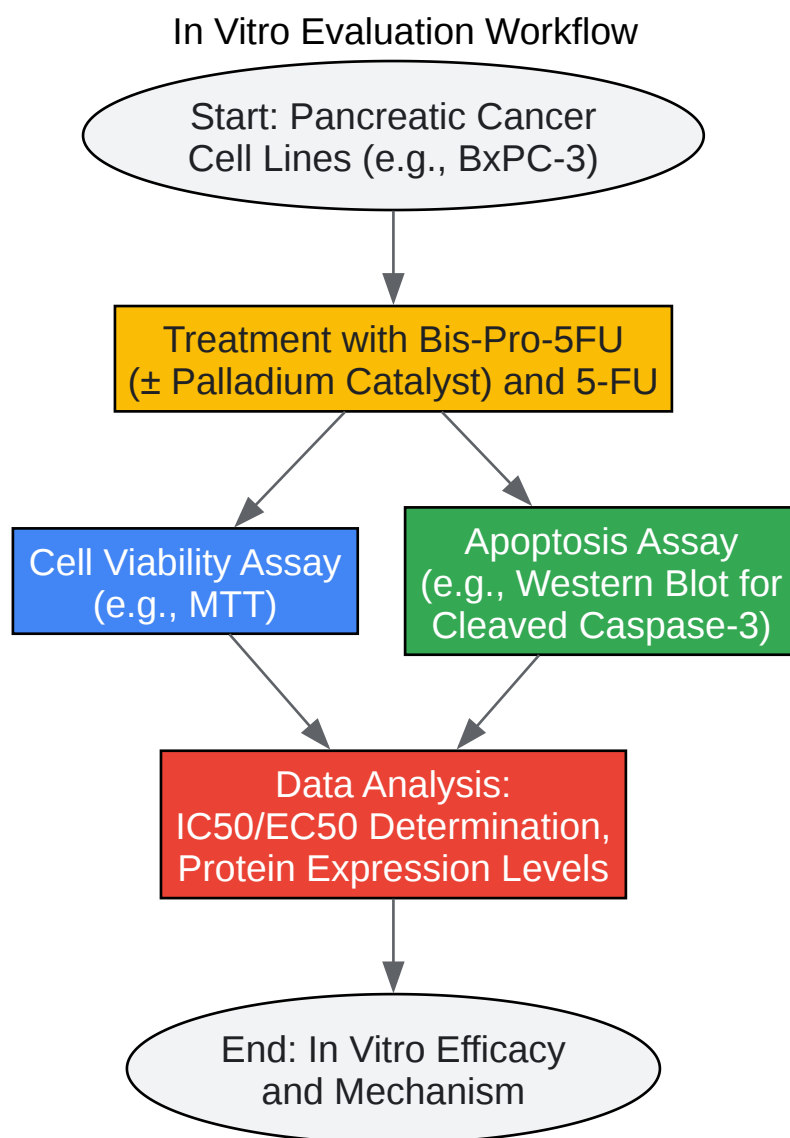 In Vitro Evaluation Workflow
Start: Pancreatic Cancer
Cell Lines (e.g., BxPC-3)
Treatment with Bis-Pro-5FU
(± Palladium Catalyst) and 5-FU
Cell Viability Assay
(e.g., MTT)
Apoptosis Assay
(e.g., Western Blot for
Cleaved Caspase-3)
Data Analysis:
IC50/EC50 Determination,
Protein Expression Levels
End: In Vitro Efficacy
and Mechanism